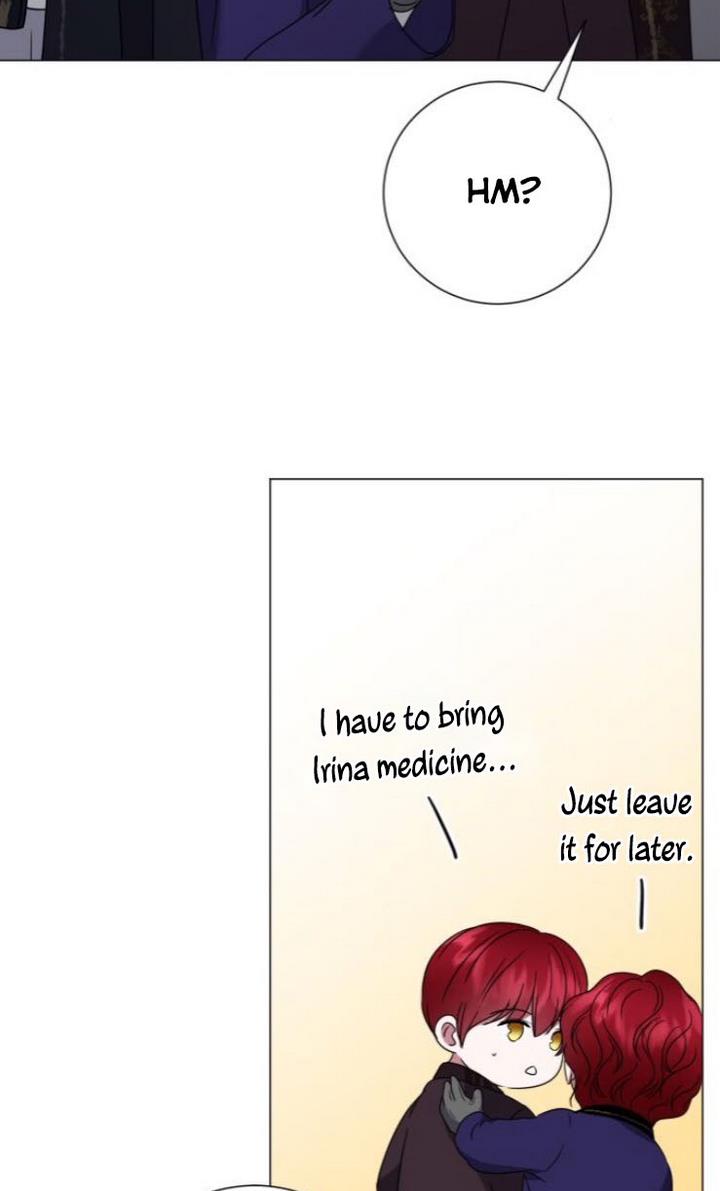 HM?
I have to bring
Irina medicine...
Just leave
it for later.